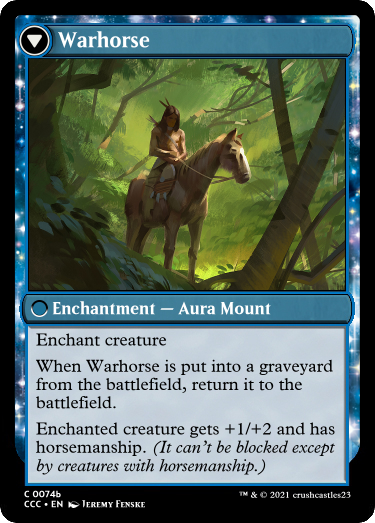 Warhorse
Enchantment — Aura Mount
Enchant creature
When Warhorse is put into a graveyard
from the battlefield, return it to the
battlefield.
Enchanted creature gets +1/+2 and has
horsemanship. (It can't be blocked except
by creatures with horsemanship.)
C 0074b
™ & © 2021 crushcastles23
CCC • EN Jeremy Fenske